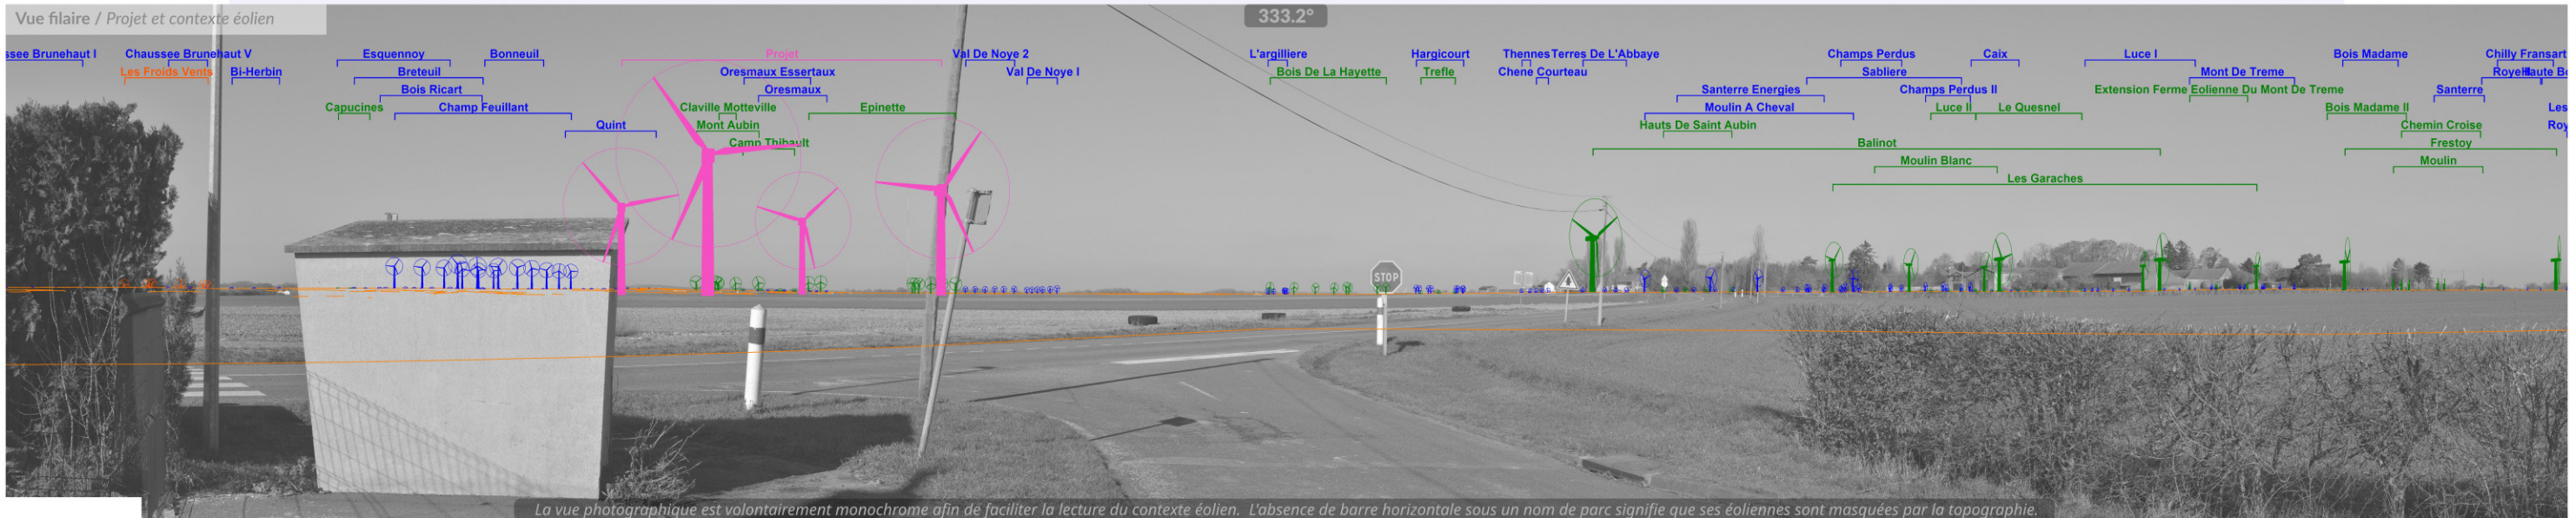 Vue filaire / Projet et contexte éolien
333.2°
ssee Brunehaut I
Chaussee Brunehaut V
Esquennoy
Bonneuil
Projet
Val De Noye 2
L'argilliere
Hargicourt
Thennes
Terres De L'Abbaye
Champs Perdus
Caix
Luce I
Bois Madame
Chilly Fransart
Les Froids Vents
Bi-Herbin
Breteuil
Oresmaux Essertaux
Val De Noye I
Bois De La Hayette
Trefle
Chene Courteau
Sabliere
Mont De Treme
Bois Ricart
Oresmaux
Santerre Energies
Champs Perdus II
Extension Ferme Eolienne Du Mont De Treme
Santerre
Capucines
Champ Feuillant
Claville Motteville
Epinette
Moulin A Cheval
Luce II
Le Quesnel
Bois Madame II
Les
Quint
Mont Aubin
Hauts De Saint Aubin
Chemin Croise
Roy
Camp Thibault
Balinot
Frestoy
Moulin Blanc
Moulin
Les Garaches
STOP
La vue photographique est volontairement monochrome afin de faciliter la lecture du contexte éolien. L'absence de barre horizontale sous un nom de parc signifie que ses éoliennes sont masquées par la topographie.